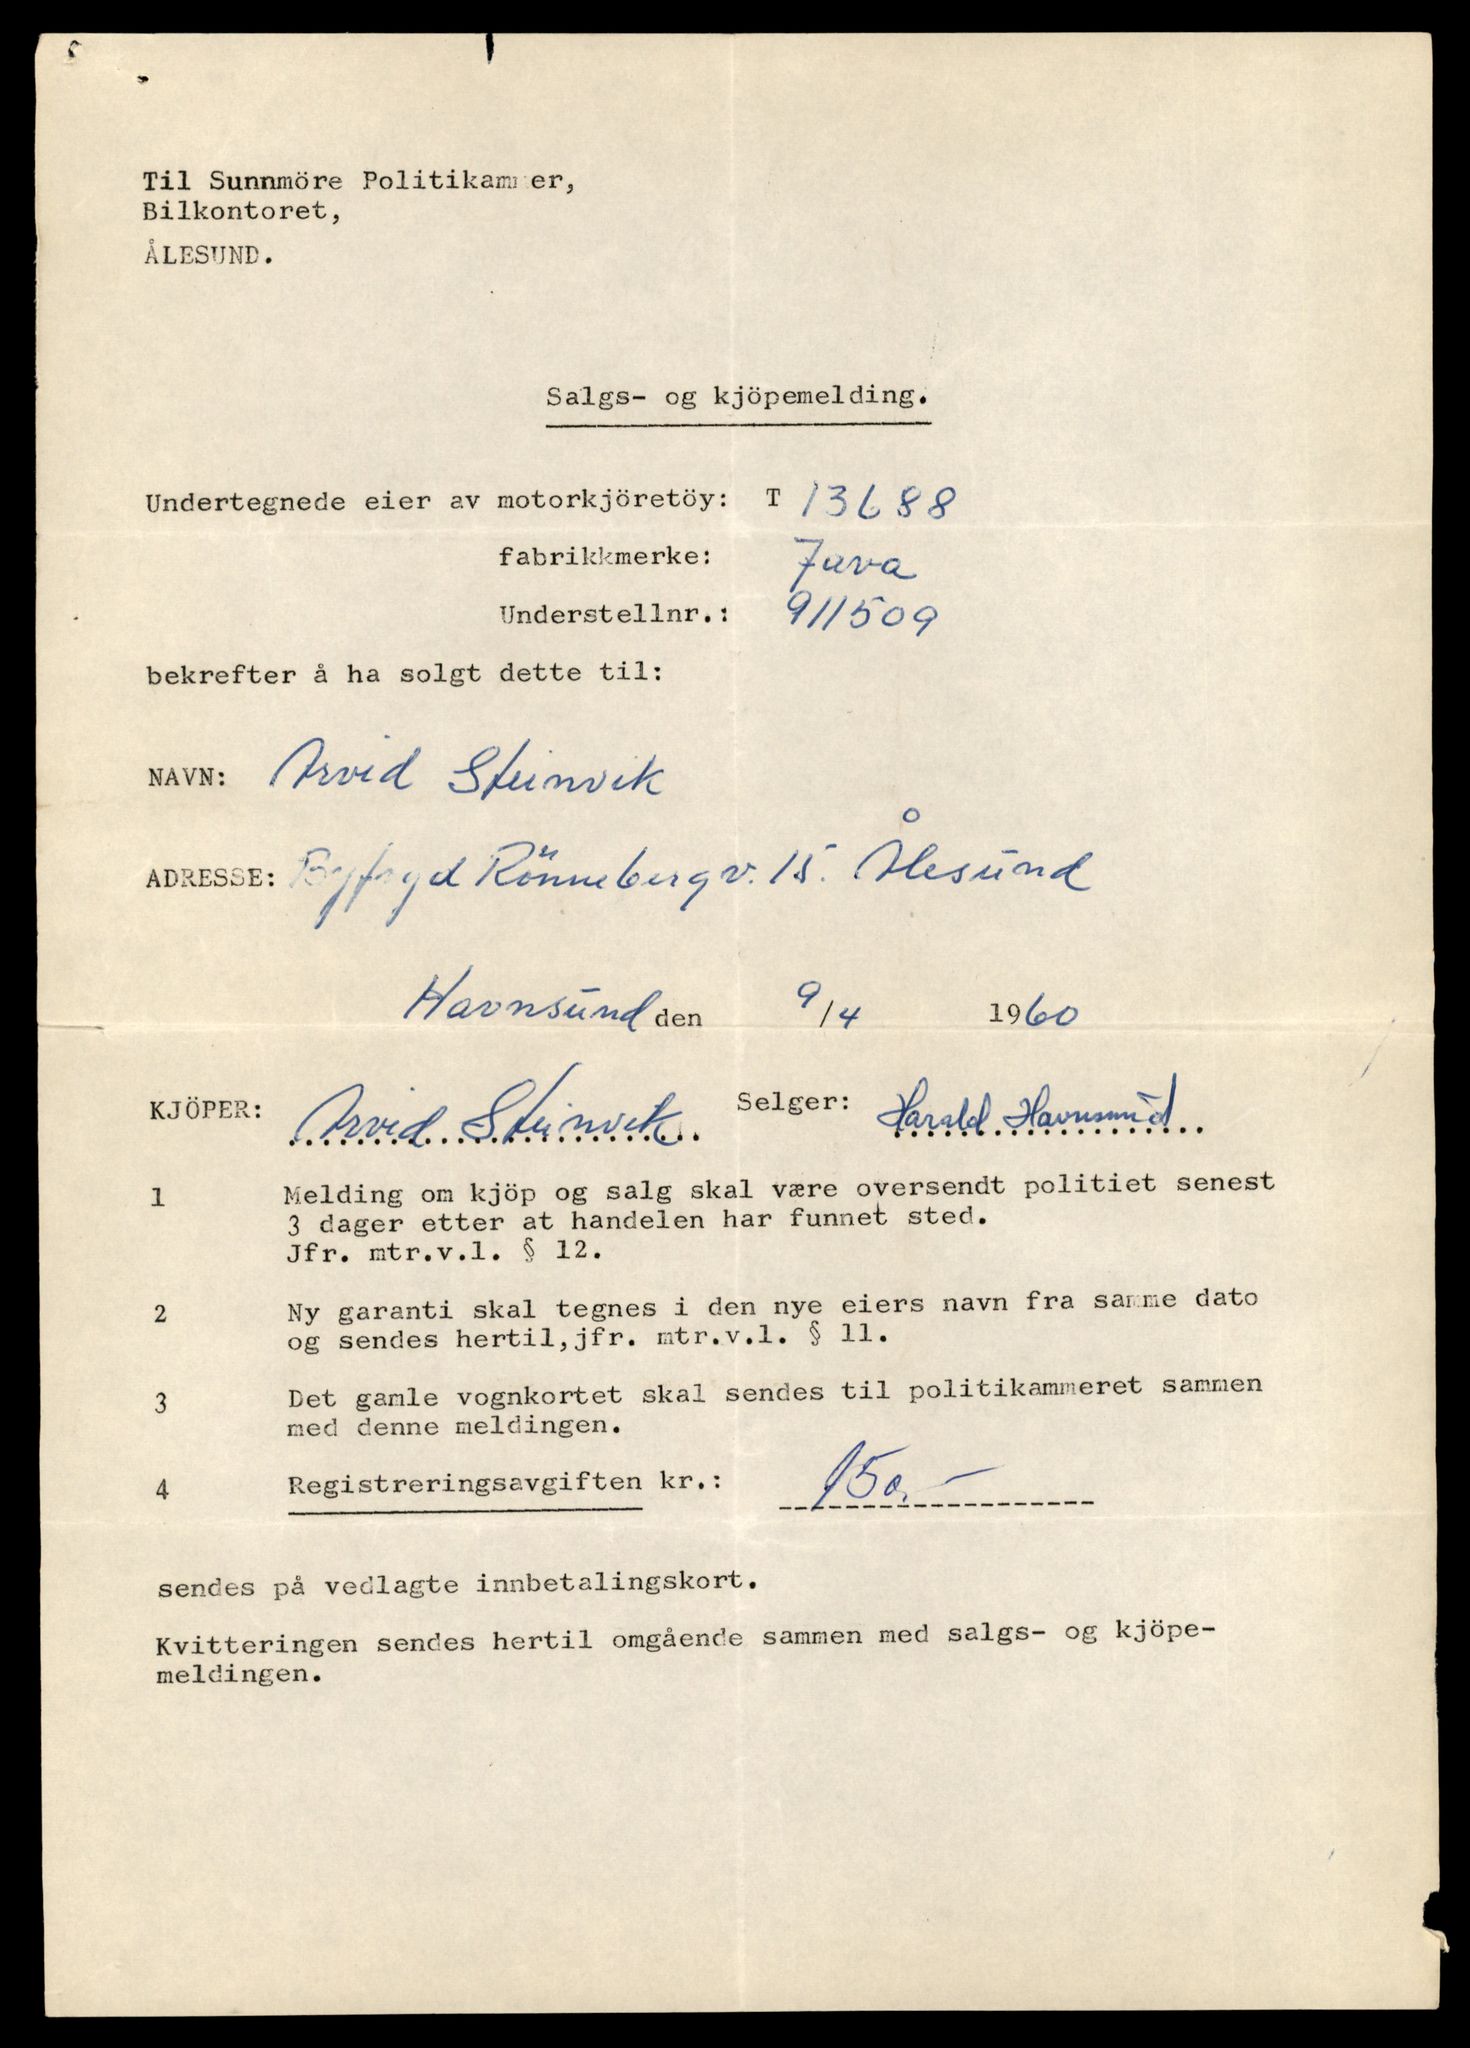 Til Sunnmöre Politikammer,
Bilkontoret,
ÅLESUND.
Salgs- og kjöpemelding.
Undertegnede eier av motorkjöretöy: T 13688
fabrikkmerke: Java
Understellnr.: 911509
bekrefter å ha solgt dette til:
NAVN: Arvid Steinvik
ADRESSE: Rönneberg v. 15. Ålesund
Havnsund den 9/4 1960
KJÖPER: Arvid Steinvik Selger: Harald Havnsund
1 Melding om kjöp og salg skal være oversendt politiet senest
3 dager etter at handelen har funnet sted.
Jfr. mtr.v.l. § 12.
2 Ny garanti skal tegnes i den nye eiers navn fra samme dato
og sendes hertil, jfr. mtr.v.l. § 11.
3 Det gamle vognkortet skal sendes til politikammeret sammen
med denne meldingen.
4 Registreringsavgiften kr.: 150,-
sendes på vedlagte innbetalingskort.
Kvitteringen sendes hertil omgående sammen med salgs- og kjöpe-
meldingen.